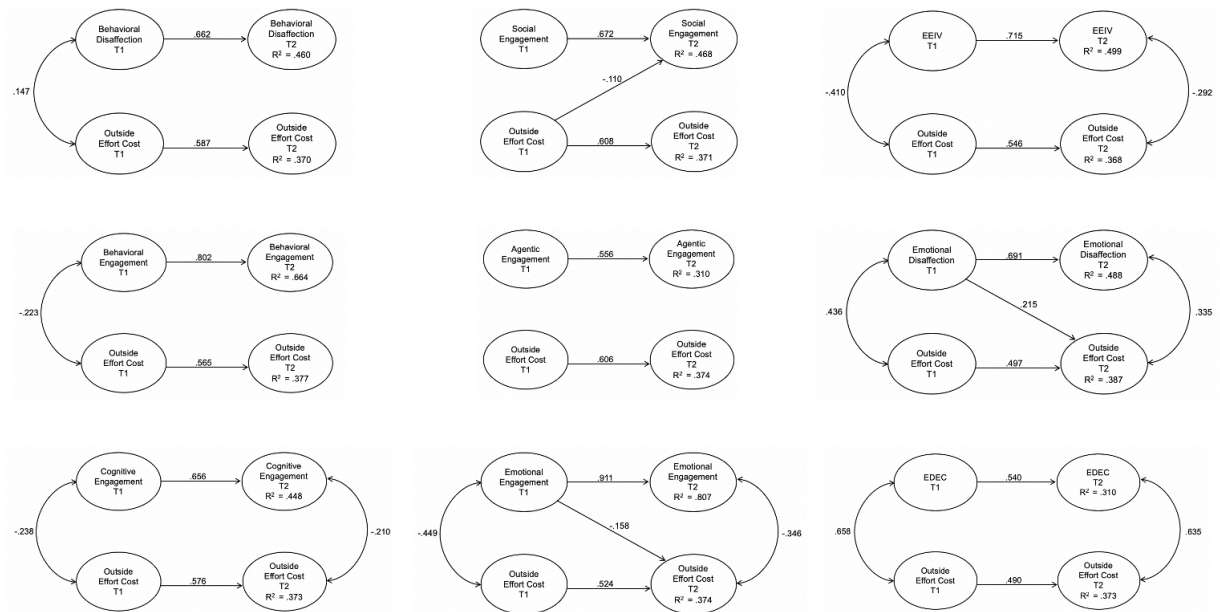 Behavioral
Disaffection
T1
.662
Behavioral
Disaffection
T2
R² = .460
.147
Outside
Effort Cost
T1
.587
Outside
Effort Cost
T2
R² = .370
Social
Engagement
T1
.672
Social
Engagement
T2
R² = .468
-.110
Outside
Effort Cost
T1
.608
Outside
Effort Cost
T2
R² = .371
EEIV
T1
.715
EEIV
T2
R² = .499
-.410
-.292
Outside
Effort Cost
T1
.546
Outside
Effort Cost
T2
R² = .368
Behavioral
Engagement
T1
.802
Behavioral
Engagement
T2
R² = .664
-.223
Outside
Effort Cost
T1
.565
Outside
Effort Cost
T2
R² = .377
Agentic
Engagement
T1
.556
Agentic
Engagement
T2
R² = .310
Outside
Effort Cost
T1
.606
Outside
Effort Cost
T2
R² = .374
Emotional
Disaffection
T1
.691
Emotional
Disaffection
T2
R² = .488
.215
.436
.335
Outside
Effort Cost
T1
.497
Outside
Effort Cost
T2
R² = .387
Cognitive
Engagement
T1
.656
Cognitive
Engagement
T2
R² = .448
-.238
-.210
Outside
Effort Cost
T1
.576
Outside
Effort Cost
T2
R² = .373
Emotional
Engagement
T1
.911
Emotional
Engagement
T2
R² = .807
-.158
-.449
-.346
Outside
Effort Cost
T1
.524
Outside
Effort Cost
T2
R² = .374
EDEC
T1
.540
EDEC
T2
R² = .310
.658
.635
Outside
Effort Cost
T1
.490
Outside
Effort Cost
T2
R² = .373